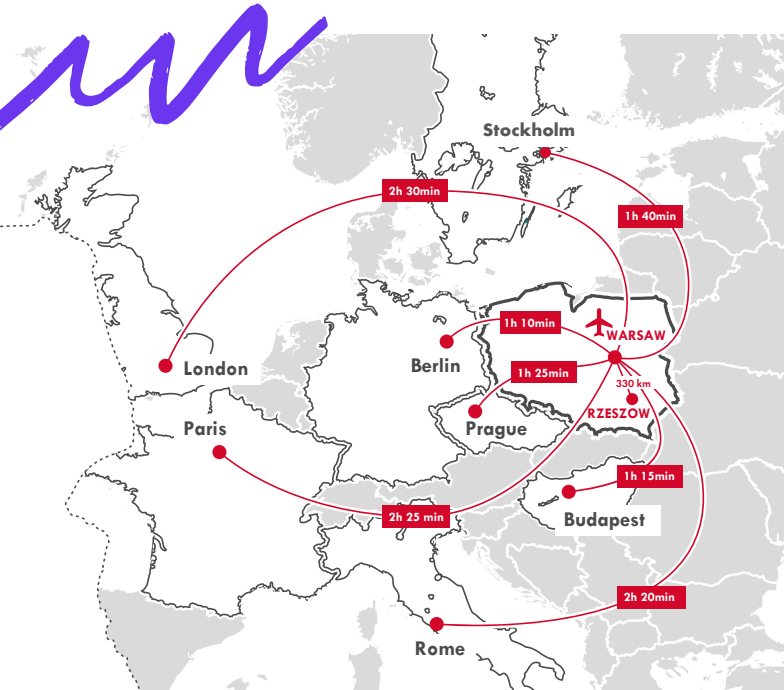 Stockholm
2h 30min
1h 40min
1h 10min
WARSAW
Berlin
London
1h 25min
330 km
RZESZOW
Paris
Prague
1h 15min
2h 25 min
Budapest
2h 20min
Rome